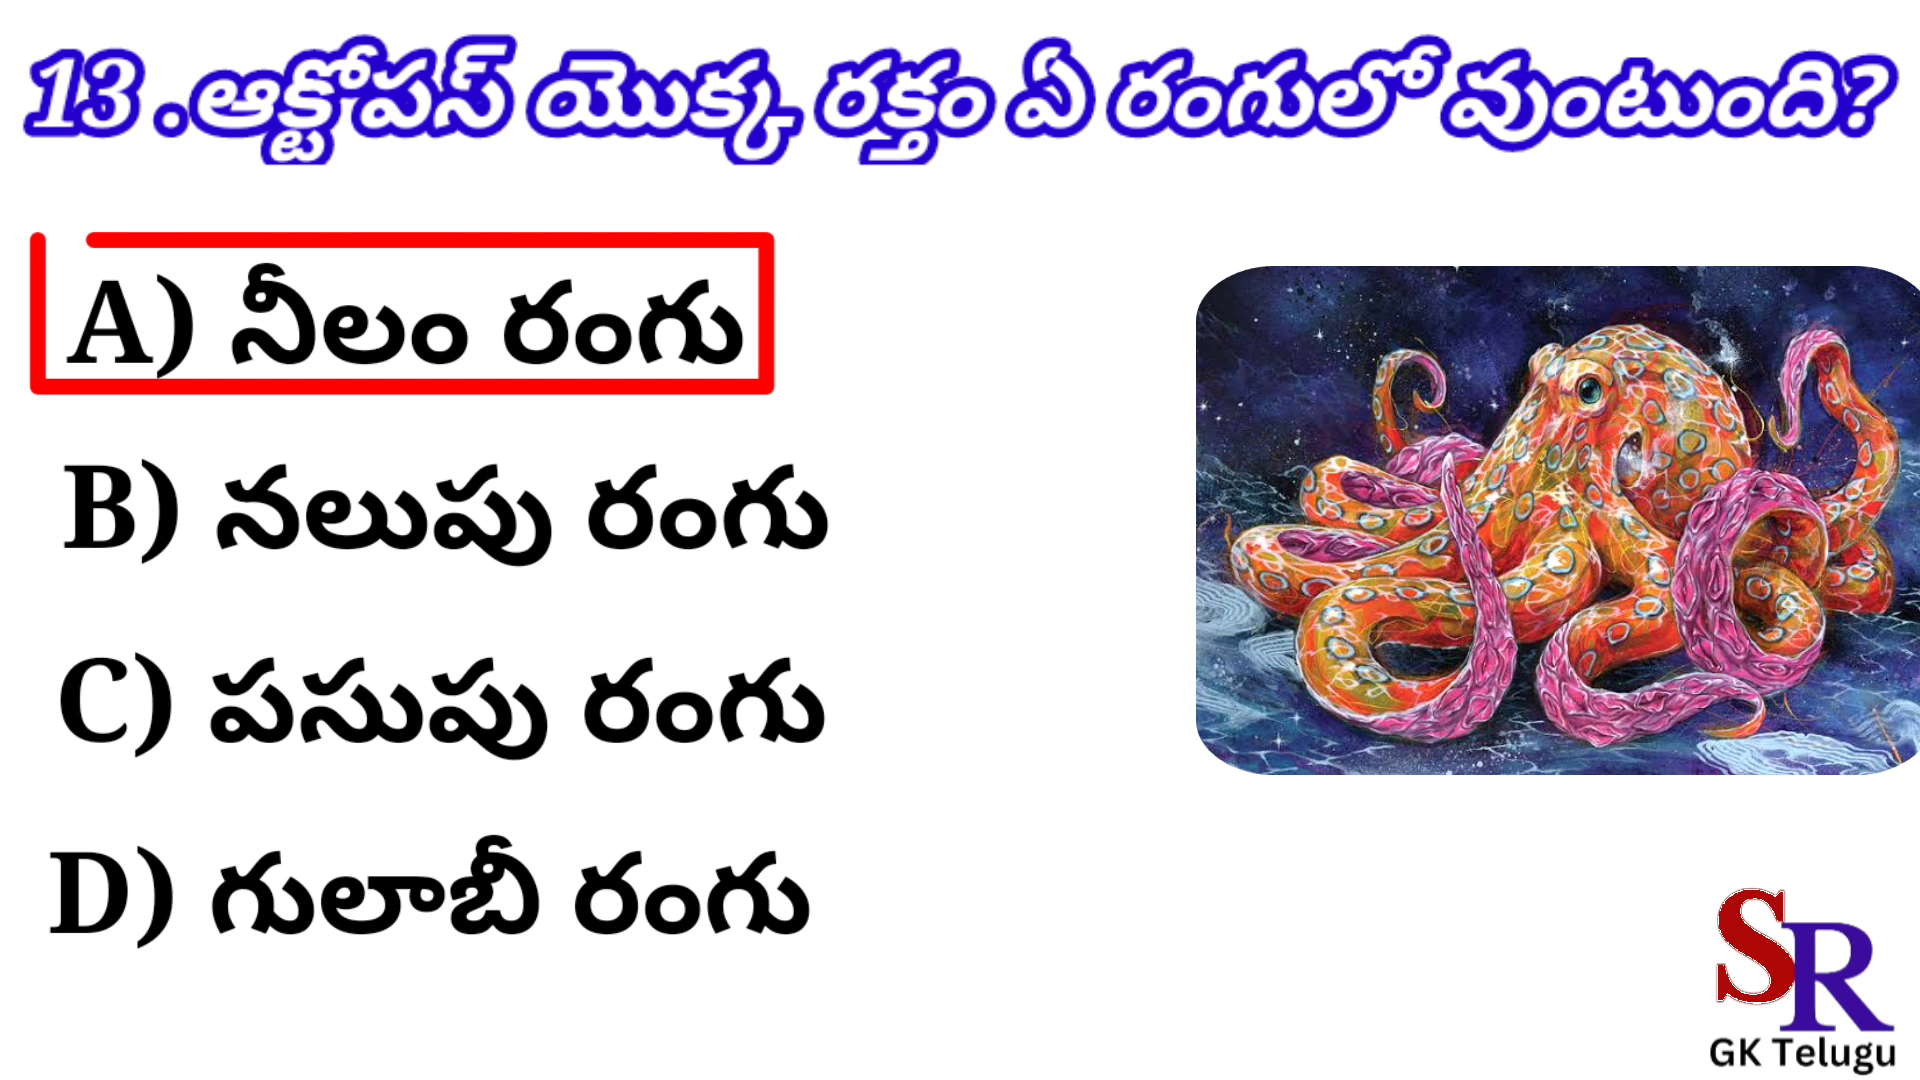 13 .ఆక్టోపస్ యొక్క రక్తం ఏ రంగులో వుంటుంది?
A) నీలం రంగు
B) నలుపు రంగు
C) పసుపు రంగు
D) గులాబీ రంగు
SR
GK Telugu